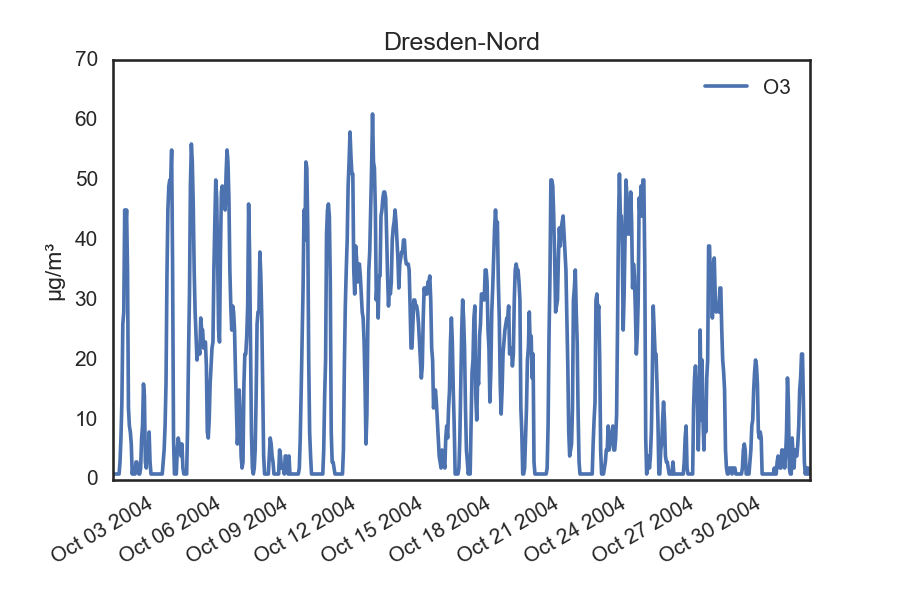 Dresden-Nord
70
60
50
40
30
20
10
0
µg/m³
O3
Oct 03 2004
Oct 06 2004
Oct 09 2004
Oct 12 2004
Oct 15 2004
Oct 18 2004
Oct 21 2004
Oct 24 2004
Oct 27 2004
Oct 30 2004